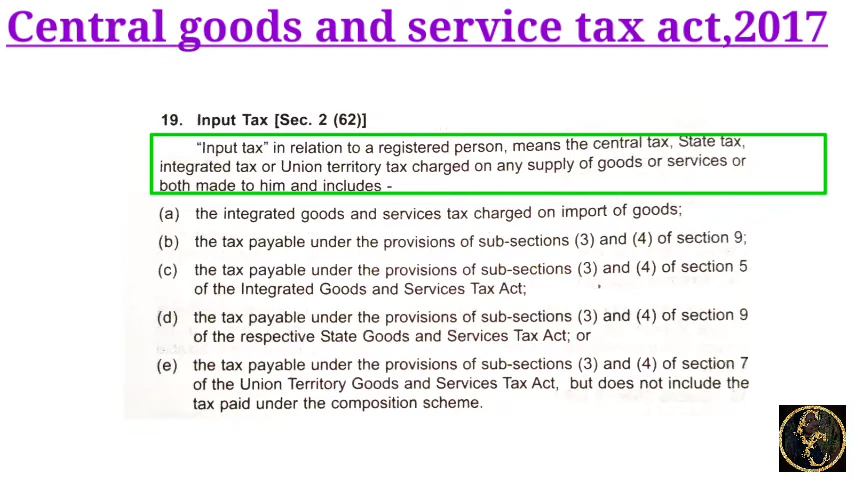 Central goods and service tax act,2017
19. Input Tax [Sec. 2 (62)]
“Input tax” in relation to a registered person, means the central tax, State tax,
integrated tax or Union territory tax charged on any supply of goods or services or
both made to him and includes -
(a) the integrated goods and services tax charged on import of goods;
(b) the tax payable under the provisions of sub-sections (3) and (4) of section 9;
(c) the tax payable under the provisions of sub-sections (3) and (4) of section 5
of the Integrated Goods and Services Tax Act;
(d) the tax payable under the provisions of sub-sections (3) and (4) of section 9
of the respective State Goods and Services Tax Act; or
(e) the tax payable under the provisions of sub-sections (3) and (4) of section 7
of the Union Territory Goods and Services Tax Act, but does not include the
tax paid under the composition scheme.